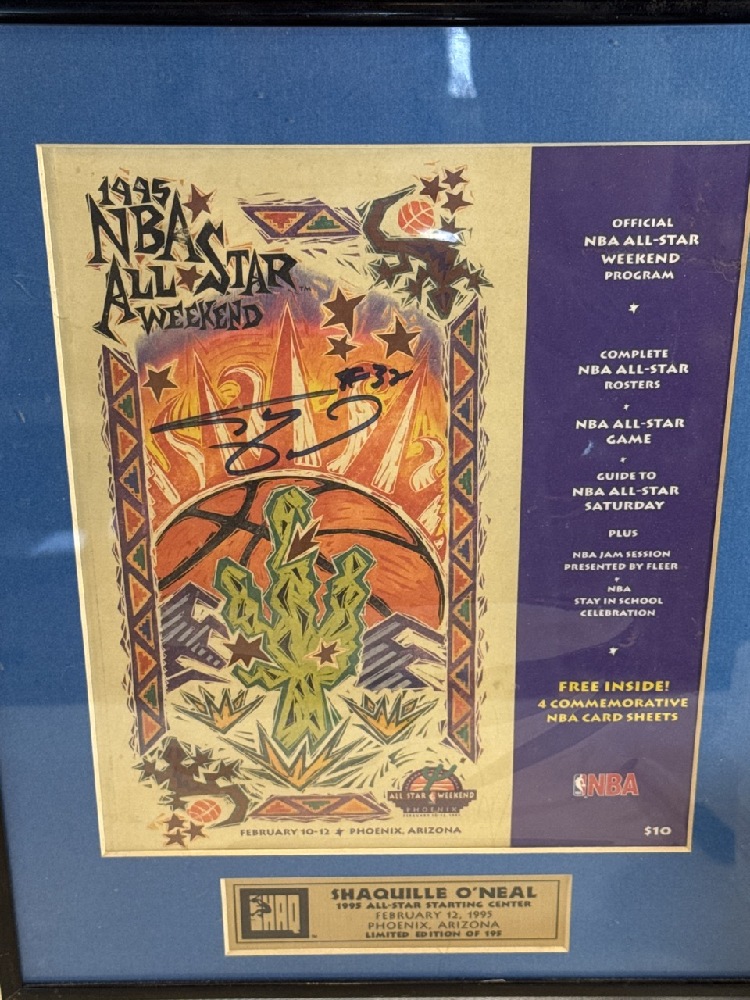 1995
NBA
ALL STAR
WEEKEND
#32
ALL STAR WEEKEND
PHOENIX
FEBRUARY 10-12 ★ PHOENIX, ARIZONA
OFFICIAL
NBA ALL-STAR
WEEKEND
PROGRAM
COMPLETE
NBA ALL-STAR
ROSTERS
NBA ALL-STAR
GAME
GUIDE TO
NBA ALL-STAR
SATURDAY
PLUS
NBA JAM SESSION
PRESENTED BY FLEER
NBA
STAY IN SCHOOL
CELEBRATION
FREE INSIDE!
4 COMMEMORATIVE
NBA CARD SHEETS
NBA
$10
SHAQ
SHAQUILLE O'NEAL
1995 ALL-STAR STARTING CENTER
FEBRUARY 12, 1995
PHOENIX, ARIZONA
LIMITED EDITION OF 195